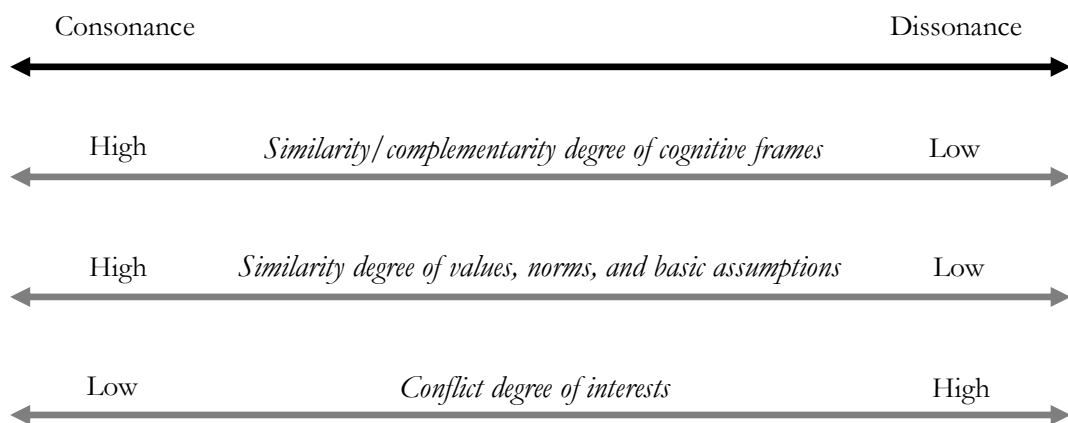 Consonance Dissonance
High Similarity/complementarity degree of cognitive frames Low
High Similarity degree of values, norms, and basic assumptions Low
Low Conflict degree of interests High